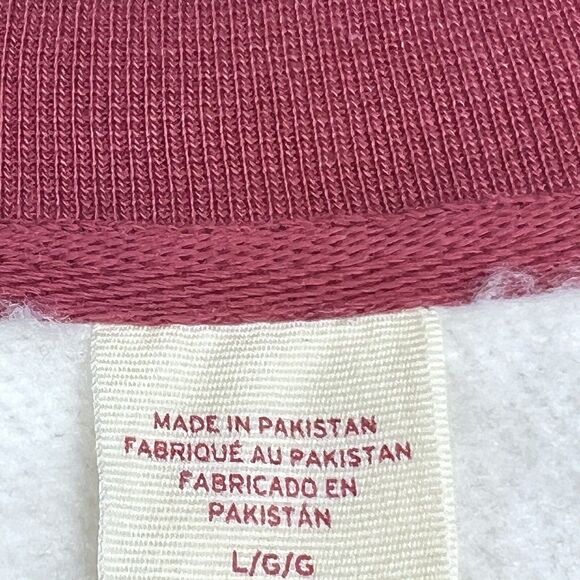 MADE IN PAKISTAN
FABRIQUÉ AU PAKISTAN
FABRICADO EN
PAKISTÁN
L/G/G